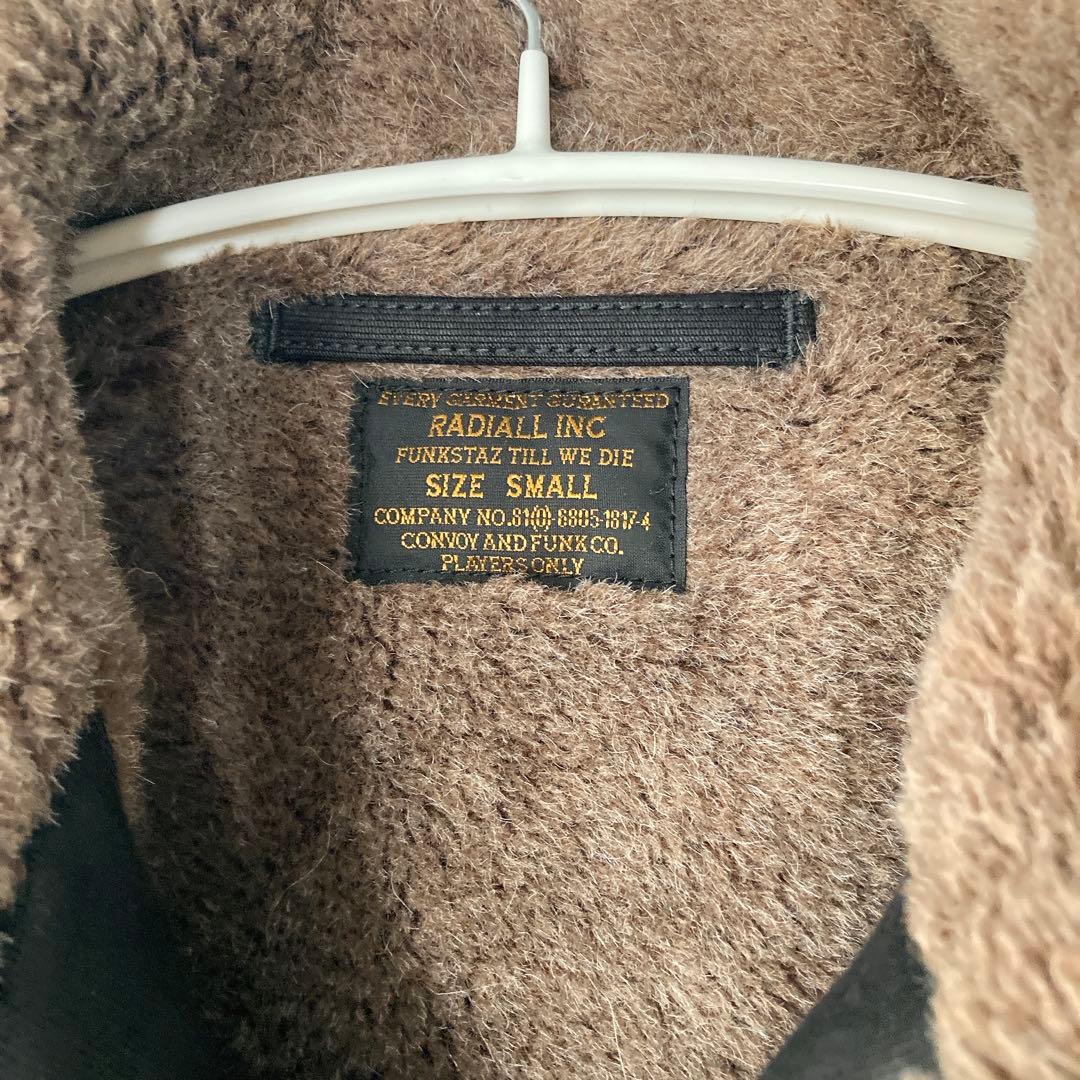 EVERY GARMENT GURANTEED
RADIALL INC
FUNKSTAZ TILL WE DIE
SIZE SMALL
COMPANY NO.81(0)-6805-1817-4
CONVOY AND FUNK CO.
PLAYERS ONLY